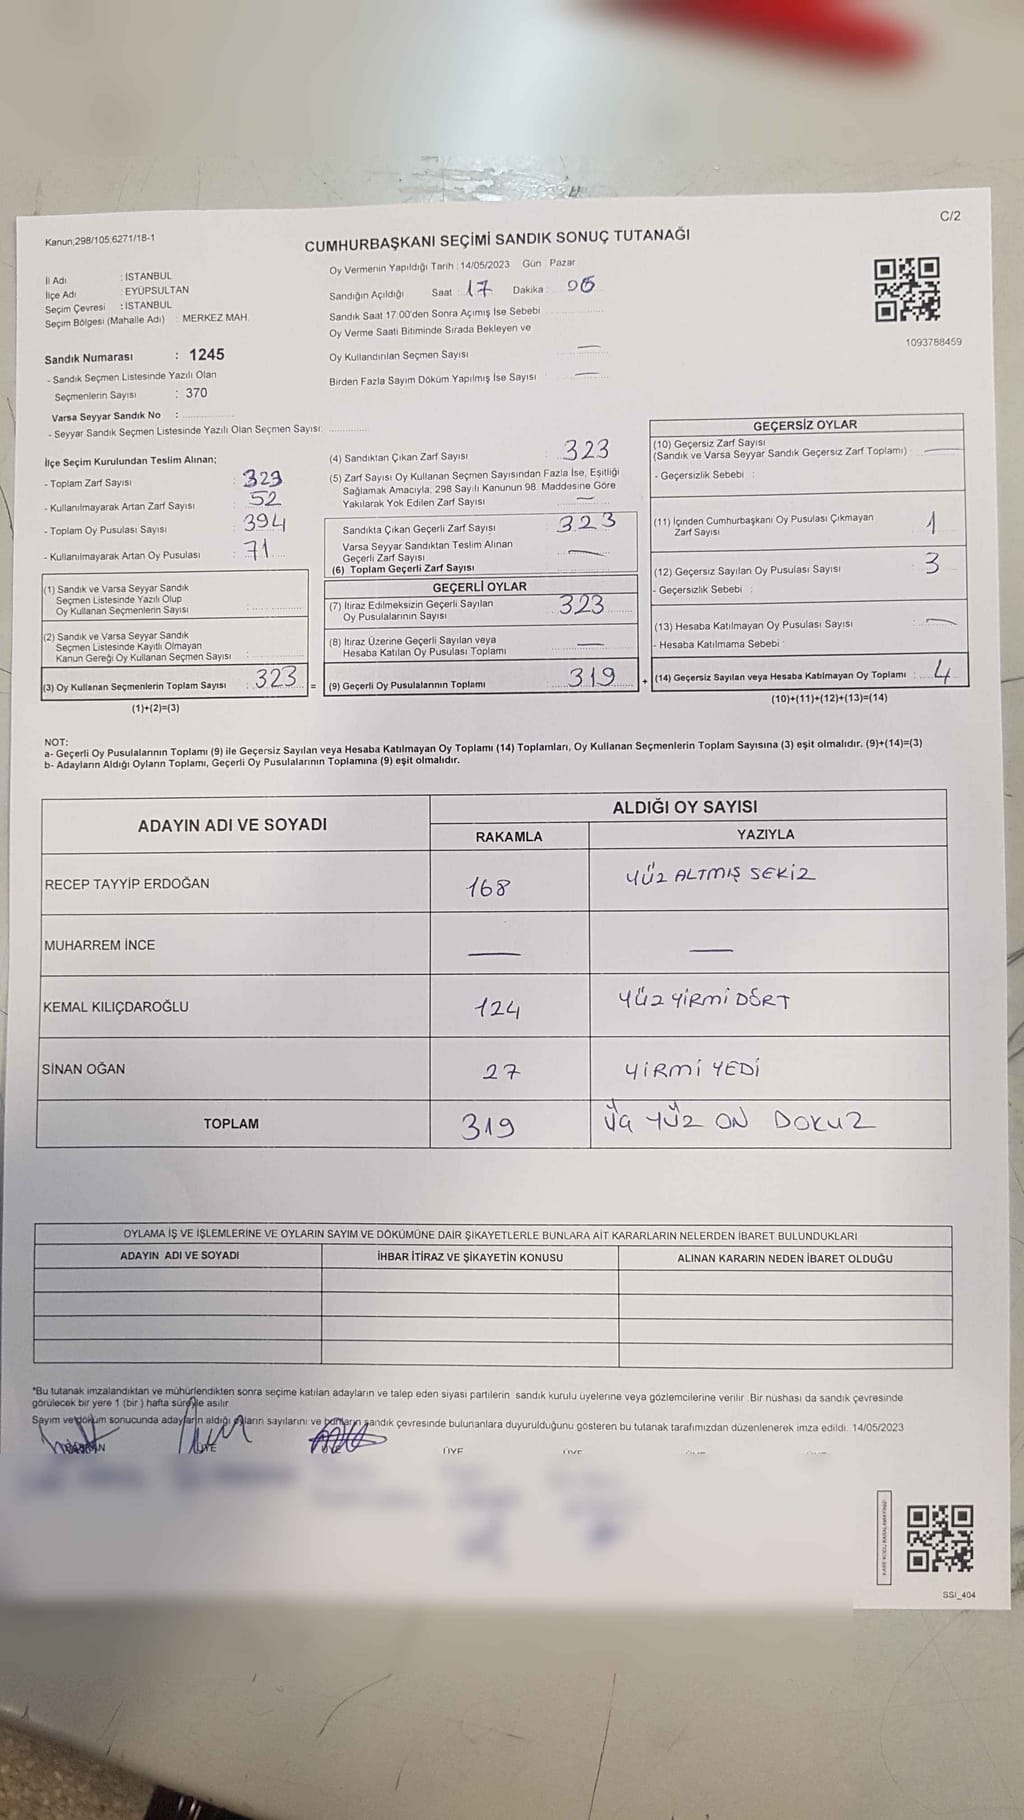 C/2
Kanun;298/105;6271/18-1
CUMHURBAŞKANI SEÇİMİ SANDIK SONUÇ TUTANAĞI
İl Adı : İSTANBUL
İlçe Adı : EYÜPSULTAN
Seçim Çevresi : İSTANBUL
Seçim Bölgesi (Mahalle Adı) : MERKEZ MAH.
Sandık Numarası : 1245
- Sandık Seçmen Listesinde Yazılı Olan
Seçmenlerin Sayısı : 370
Varsa Seyyar Sandık No :
- Seyyar Sandık Seçmen Listesinde Yazılı Olan Seçmen Sayısı:
Oy Vermenin Yapıldığı Tarih : 14/05/2023 Gün : Pazar
Sandığın Açıldığı Saat : 17 Dakika : 06
Sandık Saat 17:00'den Sonra Açımış İse Sebebi
Oy Verme Saati Bitiminde Sırada Bekleyen ve
Oy Kullandırılan Seçmen Sayısı —
Birden Fazla Sayım Döküm Yapılmış İse Sayısı —
1093788459
İlçe Seçim Kurulundan Teslim Alınan;
- Toplam Zarf Sayısı : 323
- Kullanılmayarak Artan Zarf Sayısı : 52
- Toplam Oy Pusulası Sayısı : 394
- Kullanılmayarak Artan Oy Pusulası : 71
(1) Sandık ve Varsa Seyyar Sandık
Seçmen Listesinde Yazılı Olup
Oy Kullanan Seçmenlerin Sayısı :
(2) Sandık ve Varsa Seyyar Sandık
Seçmen Listesinde Kayıtlı Olmayan
Kanun Gereği Oy Kullanan Seçmen Sayısı :
(3) Oy Kullanan Seçmenlerin Toplam Sayısı : 323 =
(1)+(2)=(3)
(4) Sandıktan Çıkan Zarf Sayısı : 323
(5) Zarf Sayısı Oy Kullanan Seçmen Sayısından Fazla İse, Eşitliği
Sağlamak Amacıyla; 298 Sayılı Kanunun 98. Maddesine Göre
Yakılarak Yok Edilen Zarf Sayısı —
Sandıkta Çıkan Geçerli Zarf Sayısı 323
Varsa Seyyar Sandıktan Teslim Alınan
Geçerli Zarf Sayısı —
(6) Toplam Geçerli Zarf Sayısı
GEÇERLİ OYLAR
(7) İtiraz Edilmeksizin Geçerli Sayılan
Oy Pusulalarının Sayısı 323
(8) İtiraz Üzerine Geçerli Sayılan veya
Hesaba Katılan Oy Pusulası Toplamı —
(9) Geçerli Oy Pusulalarının Toplamı 319 +
GEÇERSİZ OYLAR
(10) Geçersiz Zarf Sayısı
(Sandık ve Varsa Seyyar Sandık Geçersiz Zarf Toplamı) : —
- Geçersizlik Sebebi :
(11) İçinden Cumhurbaşkanı Oy Pusulası Çıkmayan
Zarf Sayısı 1
(12) Geçersiz Sayılan Oy Pusulası Sayısı 3
- Geçersizlik Sebebi :
(13) Hesaba Katılmayan Oy Pusulası Sayısı : —
- Hesaba Katılmama Sebebi :
(14) Geçersiz Sayılan veya Hesaba Katılmayan Oy Toplamı : 4
(10)+(11)+(12)+(13)=(14)
NOT:
a- Geçerli Oy Pusulalarının Toplamı (9) ile Geçersiz Sayılan veya Hesaba Katılmayan Oy Toplamı (14) Toplamları, Oy Kullanan Seçmenlerin Toplam Sayısına (3) eşit olmalıdır. (9)+(14)=(3)
b- Adayların Aldığı Oyların Toplamı, Geçerli Oy Pusulalarının Toplamına (9) eşit olmalıdır.
ADAYIN ADI VE SOYADI
ALDIĞI OY SAYISI
RAKAMLA YAZIYLA
RECEP TAYYİP ERDOĞAN 168 YÜZ ALTMIŞ SEKİZ
MUHARREM İNCE — —
KEMAL KILIÇDAROĞLU 124 YÜZ YİRMİ DÖRT
SİNAN OĞAN 27 YİRMİ YEDİ
TOPLAM 319 ÜÇ YÜZ ON DOKUZ
OYLAMA İŞ VE İŞLEMLERİNE VE OYLARIN SAYIM VE DÖKÜMÜNE DAİR ŞİKAYETLERLE BUNLARA AİT KARARLARIN NELERDEN İBARET BULUNDUKLARI
ADAYIN ADI VE SOYADI İHBAR İTİRAZ VE ŞİKAYETİN KONUSU ALINAN KARARIN NEDEN İBARET OLDUĞU
*Bu tutanak imzalandıktan ve mühürlendikten sonra seçime katılan adayların ve talep eden siyasi partilerin sandık kurulu üyelerine veya gözlemcilerine verilir. Bir nüshası da sandık çevresinde
görülecek bir yere 1 (bir ) hafta süreyle asılır.
Sayım ve döküm sonucunda adayların aldığı oyların sayılarını ve bunların sandık çevresinde bulunanlara duyurulduğunu gösteren bu tutanak tarafımızdan düzenlenerek imza edildi. 14/05/2023
BAŞKAN ÜYE ÜYE ÜYE ÜYE
SSİ_404